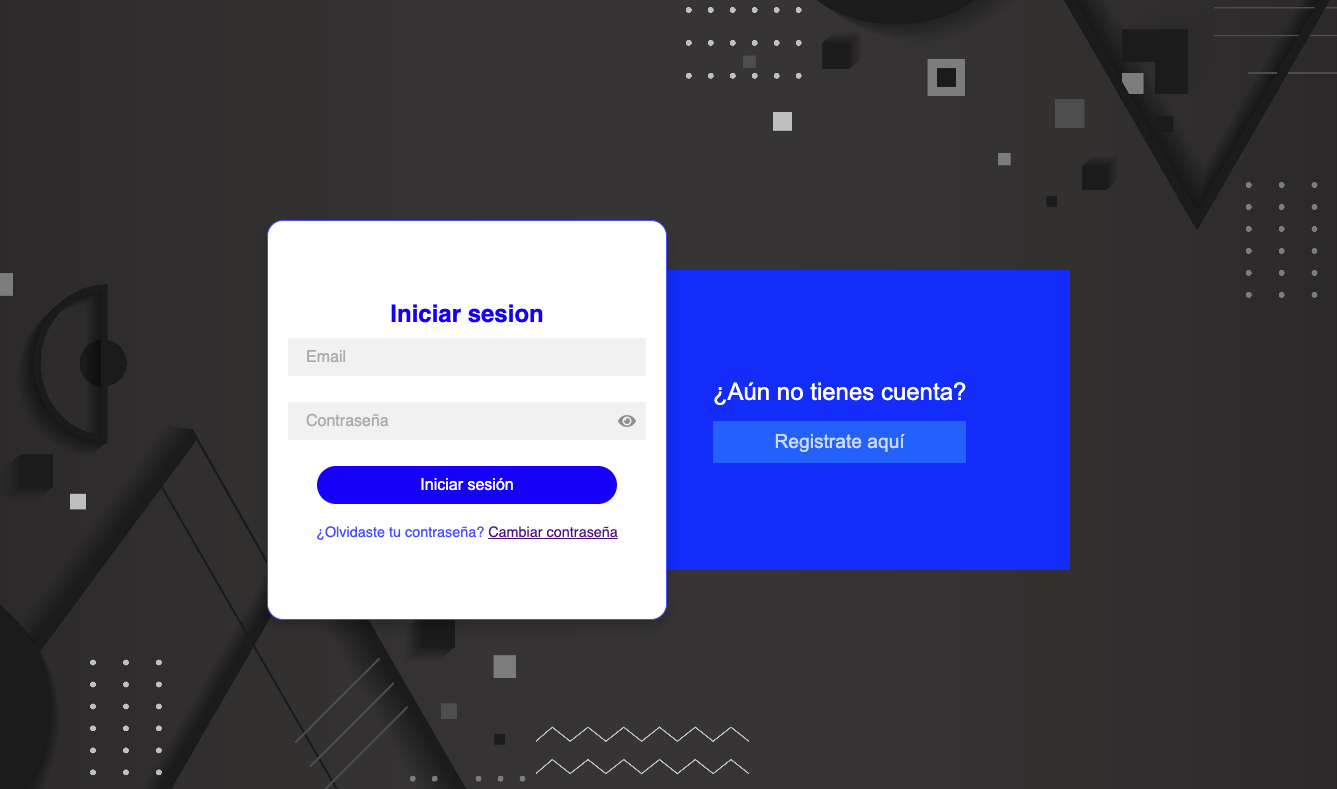 Iniciar sesion
Email
Contraseña
Iniciar sesión
¿Olvidaste tu contraseña? Cambiar contraseña
¿Aún no tienes cuenta?
Registrate aquí